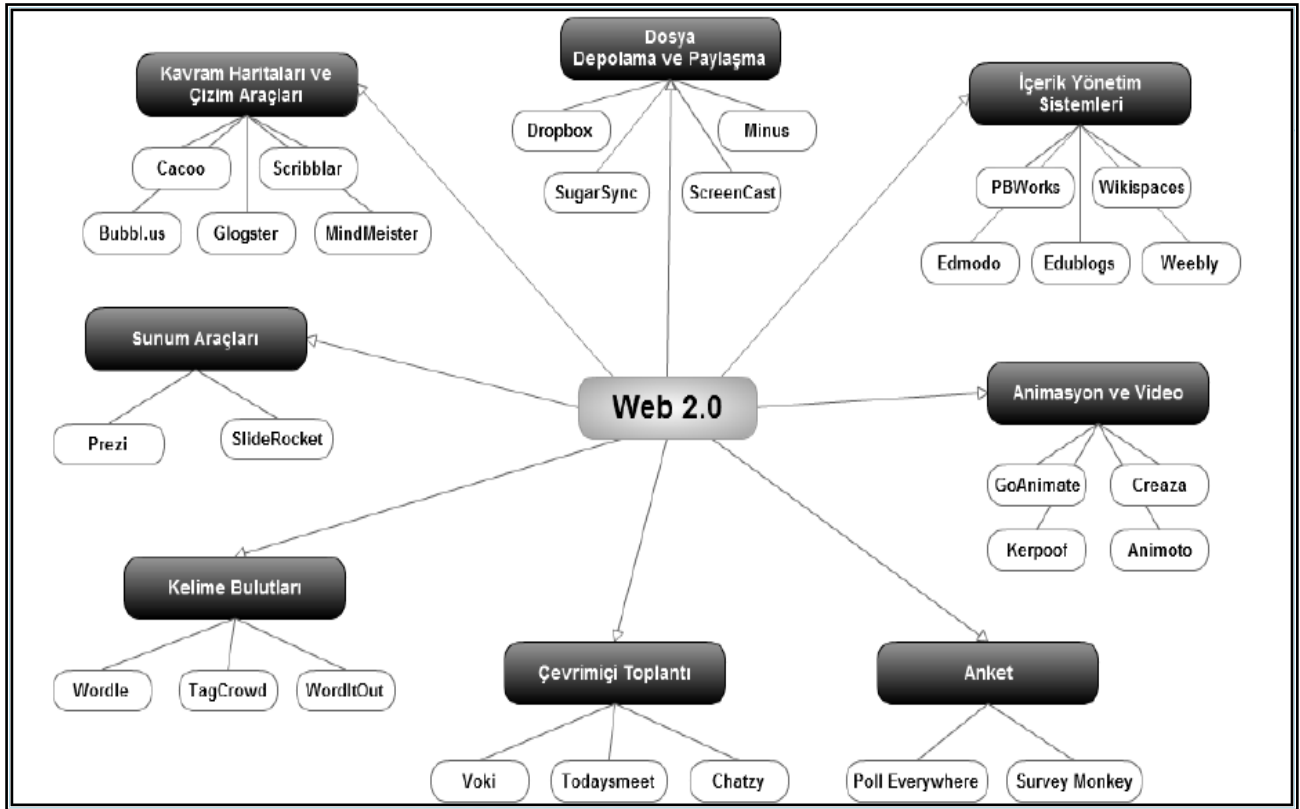 Kavram Haritaları ve
Çizim Araçları
Cacoo
Scribblar
Bubbl.us
Glogster
MindMeister
Dosya
Depolama ve Paylaşma
Dropbox
Minus
SugarSync
ScreenCast
İçerik Yönetim
Sistemleri
PBWorks
Wikispaces
Edmodo
Edublogs
Weebly
Sunum Araçları
Prezi
SlideRocket
Web 2.0
Animasyon ve Video
GoAnimate
Creaza
Kerpoof
Animoto
Kelime Bulutları
Wordle
TagCrowd
WordItOut
Çevrimiçi Toplantı
Voki
Todaysmeet
Chatzy
Anket
Poll Everywhere
Survey Monkey